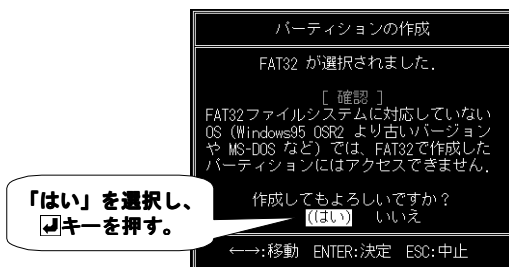 パーティションの作成
FAT32 が選択されました．
[ 確認 ]
FAT32ファイルシステムに対応していない
OS (Windows95 OSR2 より古いバージョン
や MS-DOS など）では、FAT32で作成した
パーティションにはアクセスできません．
作成してもよろしいですか？
(はい) いいえ
←→:移動 ENTER:決定 ESC:中止
「はい」を選択し、
↵キーを押す。